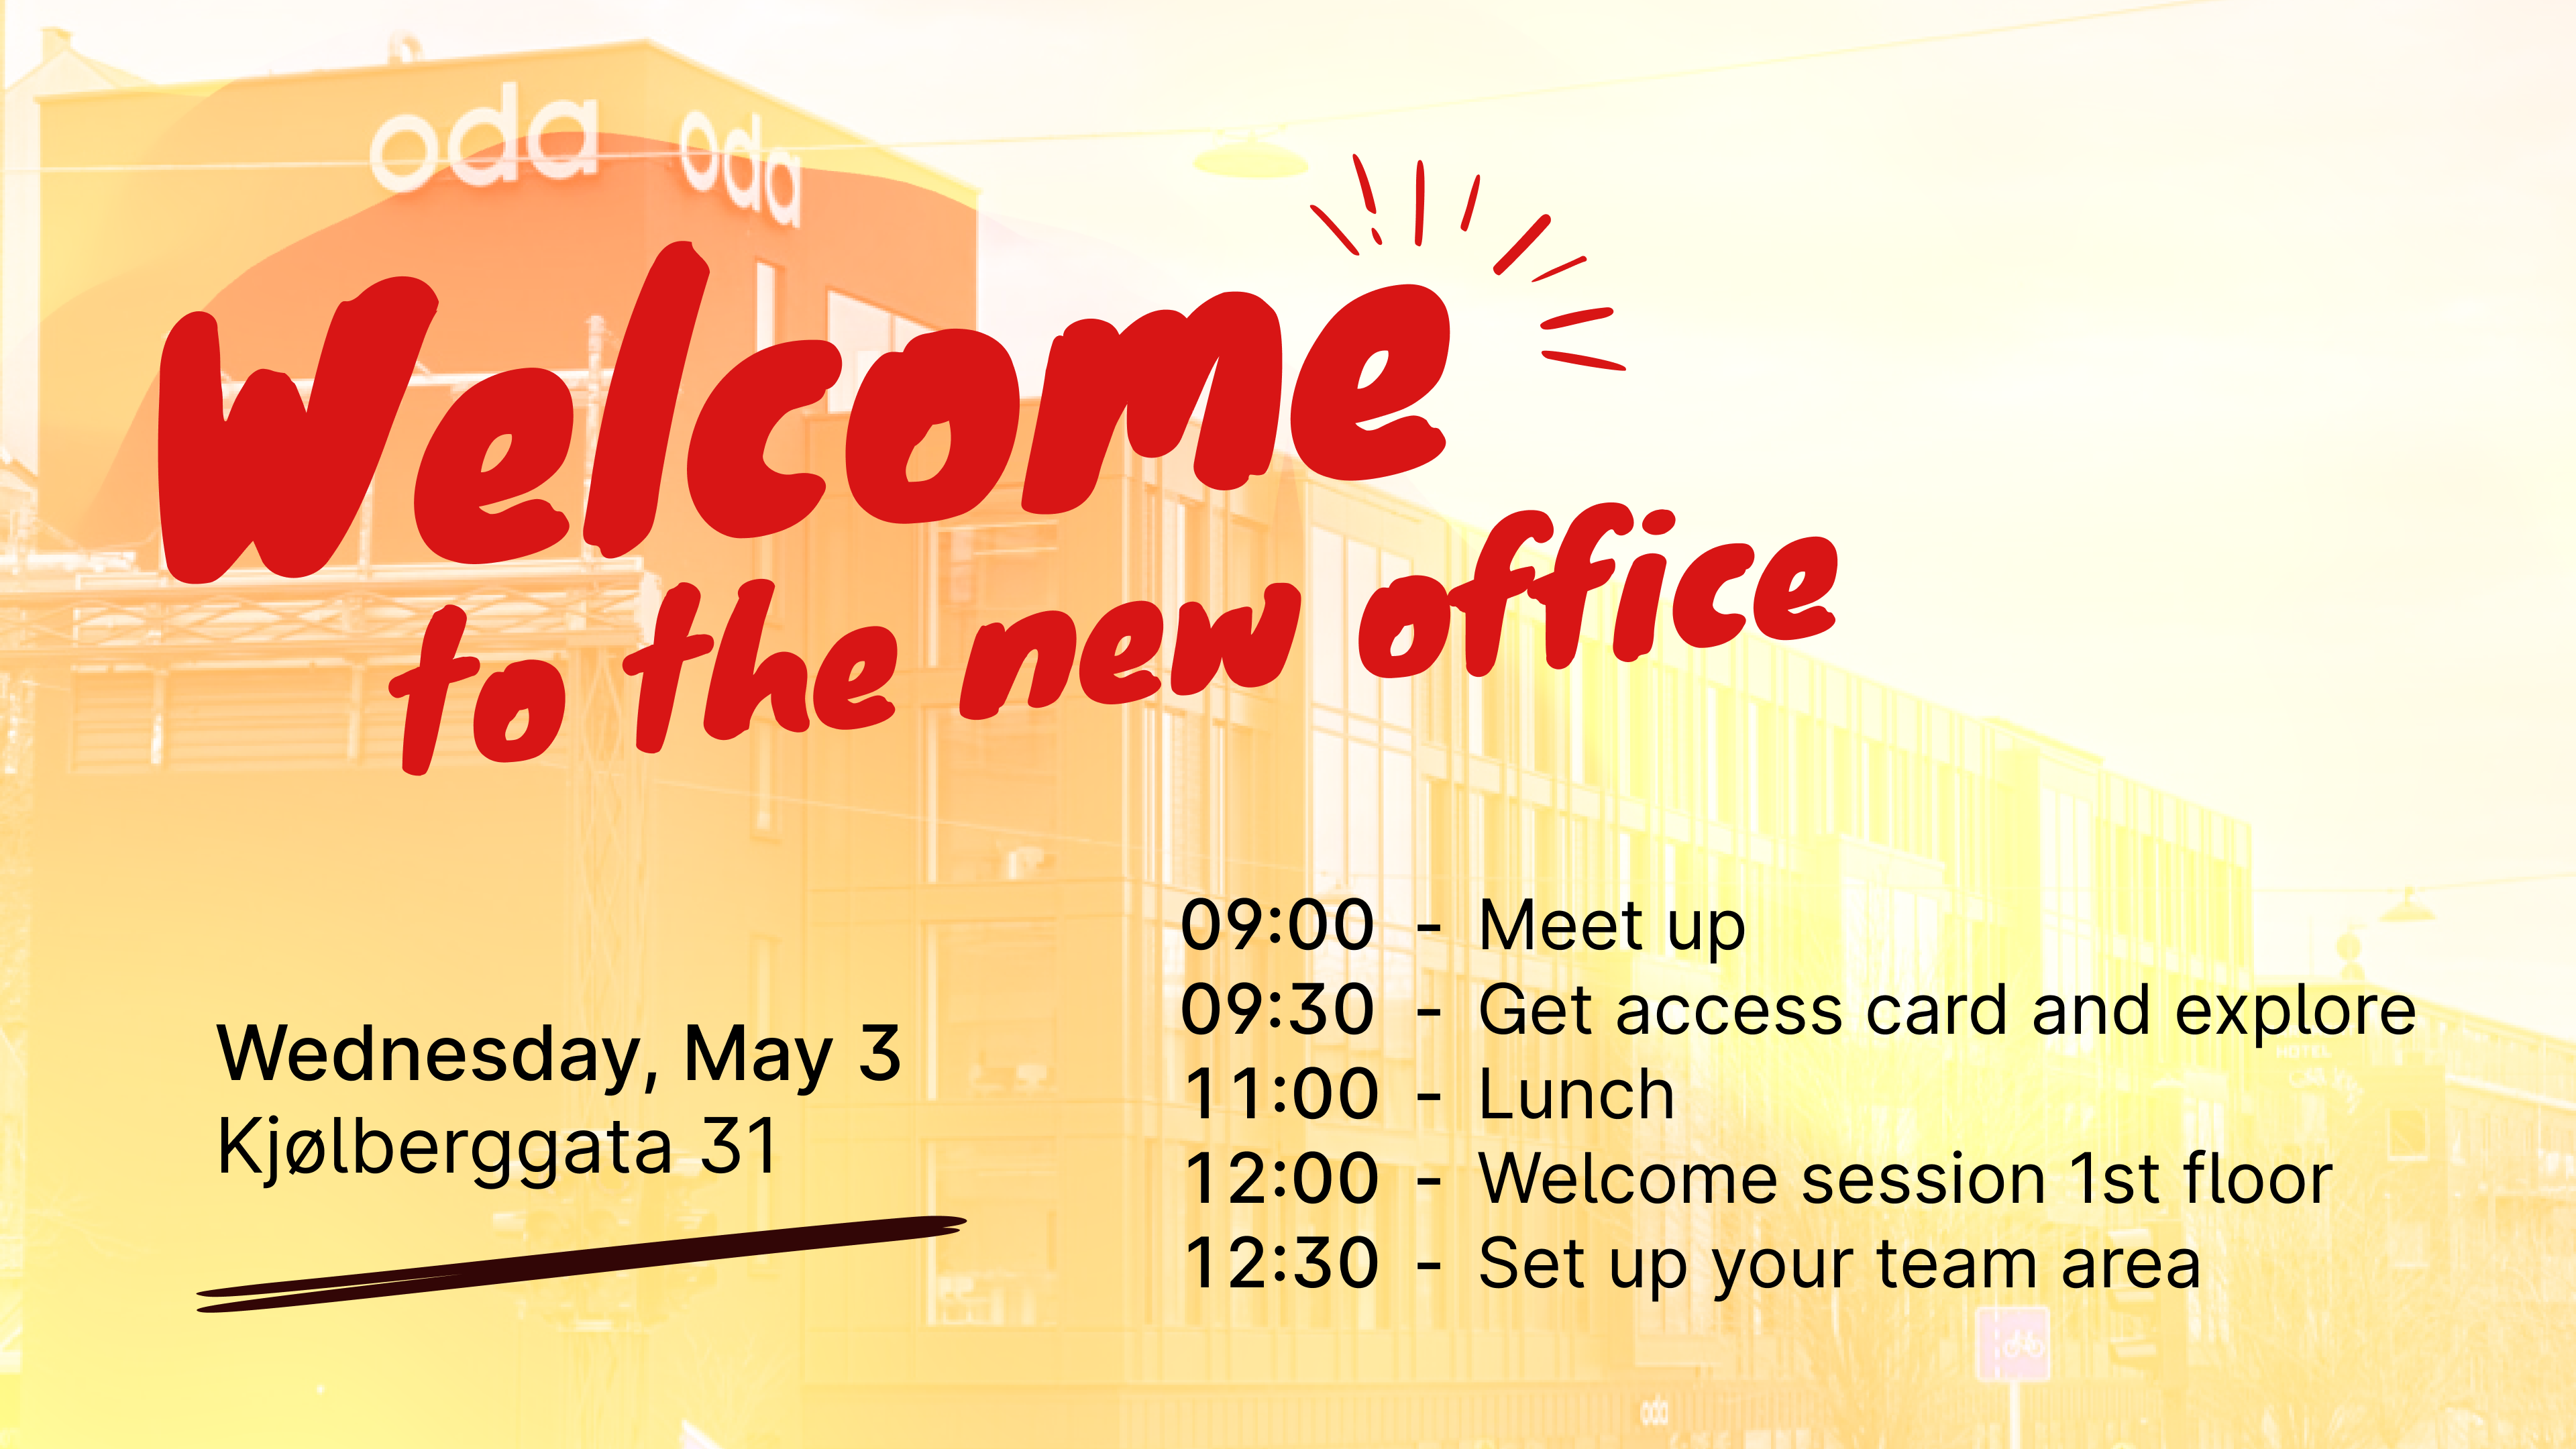 oda oda
Welcome
to the new office
Wednesday, May 3
Kjølberggata 31
09:00 - Meet up
09:30 - Get access card and explore
11:00 - Lunch
12:00 - Welcome session 1st floor
12:30 - Set up your team area
HOTEL
oda